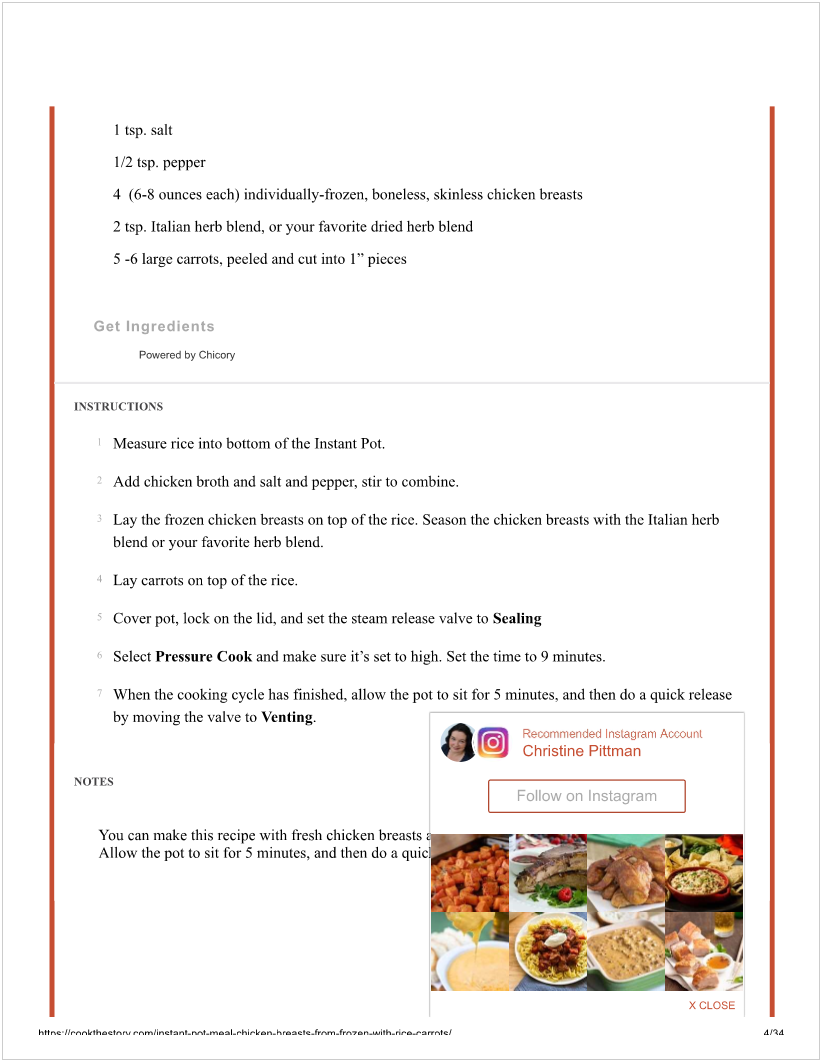 1 tsp. salt
1/2 tsp. pepper
4  (6-8 ounces each) individually-frozen, boneless, skinless chicken breasts
2 tsp. Italian herb blend, or your favorite dried herb blend
5 -6 large carrots, peeled and cut into 1” pieces
Get Ingredients
Powered by Chicory
INSTRUCTIONS
1 Measure rice into bottom of the Instant Pot.
2 Add chicken broth and salt and pepper, stir to combine.
3 Lay the frozen chicken breasts on top of the rice. Season the chicken breasts with the Italian herb
blend or your favorite herb blend.
4 Lay carrots on top of the rice.
5 Cover pot, lock on the lid, and set the steam release valve to Sealing
6 Select Pressure Cook and make sure it’s set to high. Set the time to 9 minutes.
7 When the cooking cycle has finished, allow the pot to sit for 5 minutes, and then do a quick release
by moving the valve to Venting.
Recommended Instagram Account
Christine Pittman
Follow on Instagram
NOTES
You can make this recipe with fresh chicken breasts
Allow the pot to sit for 5 minutes, and then do a
X CLOSE
https://cookthestory.com/instant-pot-meal-chicken-breasts-from-frozen-with-rice-carrots/
4/34